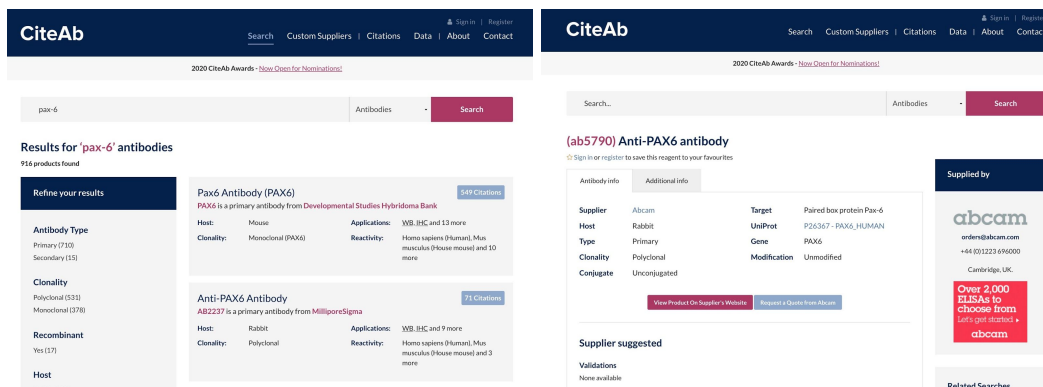 CiteAb
Sign in | Register
Search Custom Suppliers | Citations Data | About Contact
2020 CiteAb Awards - Now Open for Nominations!
pax-6
Antibodies
Search
Results for 'pax-6' antibodies
916 products found
Refine your results
Antibody Type
Primary (710)
Secondary (15)
Clonality
Polyclonal (531)
Monoclonal (378)
Recombinant
Yes (17)
Host
Pax6 Antibody (PAX6)
549 Citations
PAX6 is a primary antibody from Developmental Studies Hybridoma Bank
Host: Mouse Applications: WB, IHC and 13 more
Clonality: Monoclonal (PAX6) Reactivity: Homo sapiens (Human), Mus
musculus (House mouse) and 10
more
Anti-PAX6 Antibody
71 Citations
AB2237 is a primary antibody from MilliporeSigma
Host: Rabbit Applications: WB, IHC and 9 more
Clonality: Polyclonal Reactivity: Homo sapiens (Human), Mus
musculus (House mouse) and 3
more
CiteAb
Sign in | Registe
Search Custom Suppliers | Citations Data | About Contac
2020 CiteAb Awards - Now Open for Nominations!
Search...
Antibodies
Search
(ab5790) Anti-PAX6 antibody
Sign in or register to save this reagent to your favourites
Antibody info
Additional info
Supplier Abcam Target Paired box protein Pax-6
Host Rabbit UniProt P26367 - PAX6_HUMAN
Type Primary Gene PAX6
Clonality Polyclonal Modification Unmodified
Conjugate Unconjugated
View Product On Supplier's Website
Request a Quote from Abcam
Supplier suggested
Validations
None available
Supplied by
abcam
orders@abcam.com
+44 (0)1223 696000
Cambridge, UK.
Over 2,000
ELISAs to
choose from
Let's get started
abcam
Related Searches